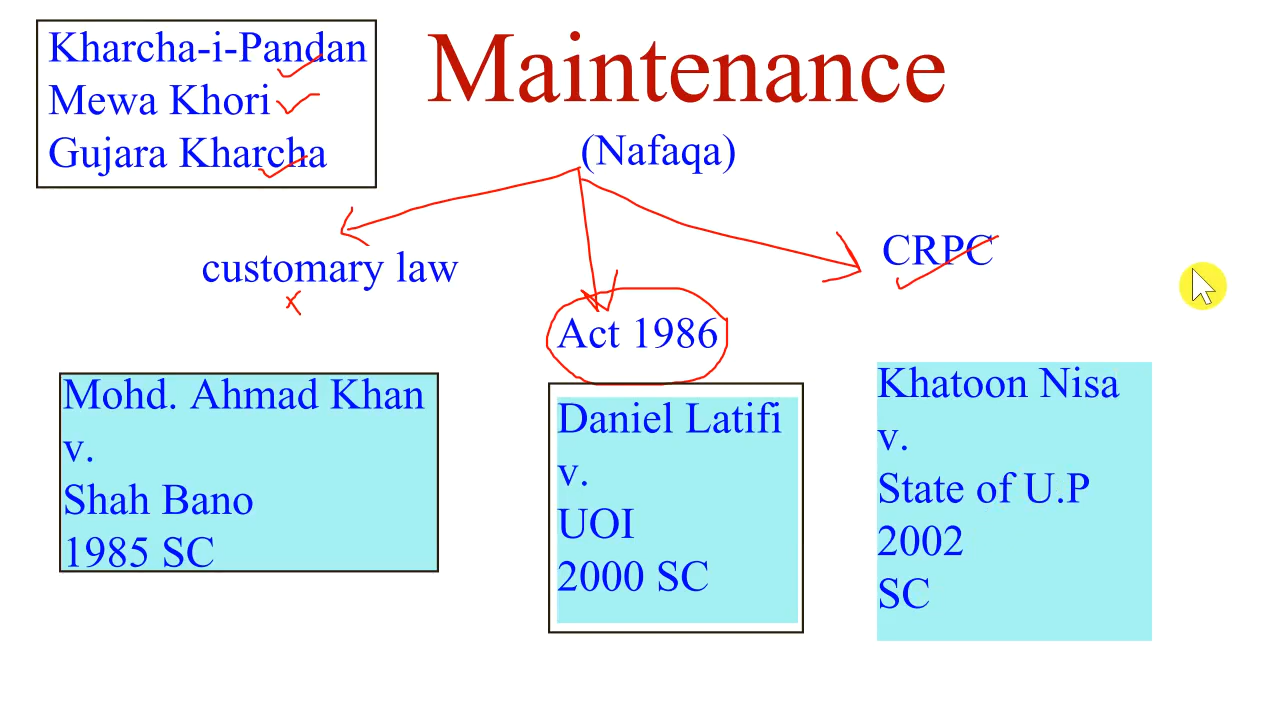 Kharcha-i-Pandan
Mewa Khori
Gujara Kharcha
Maintenance
(Nafaqa)
customary law
x
Act 1986
CRPC
Mohd. Ahmad Khan
v.
Shah Bano
1985 SC
Daniel Latifi
v.
UOI
2000 SC
Khatoon Nisa
v.
State of U.P
2002
SC